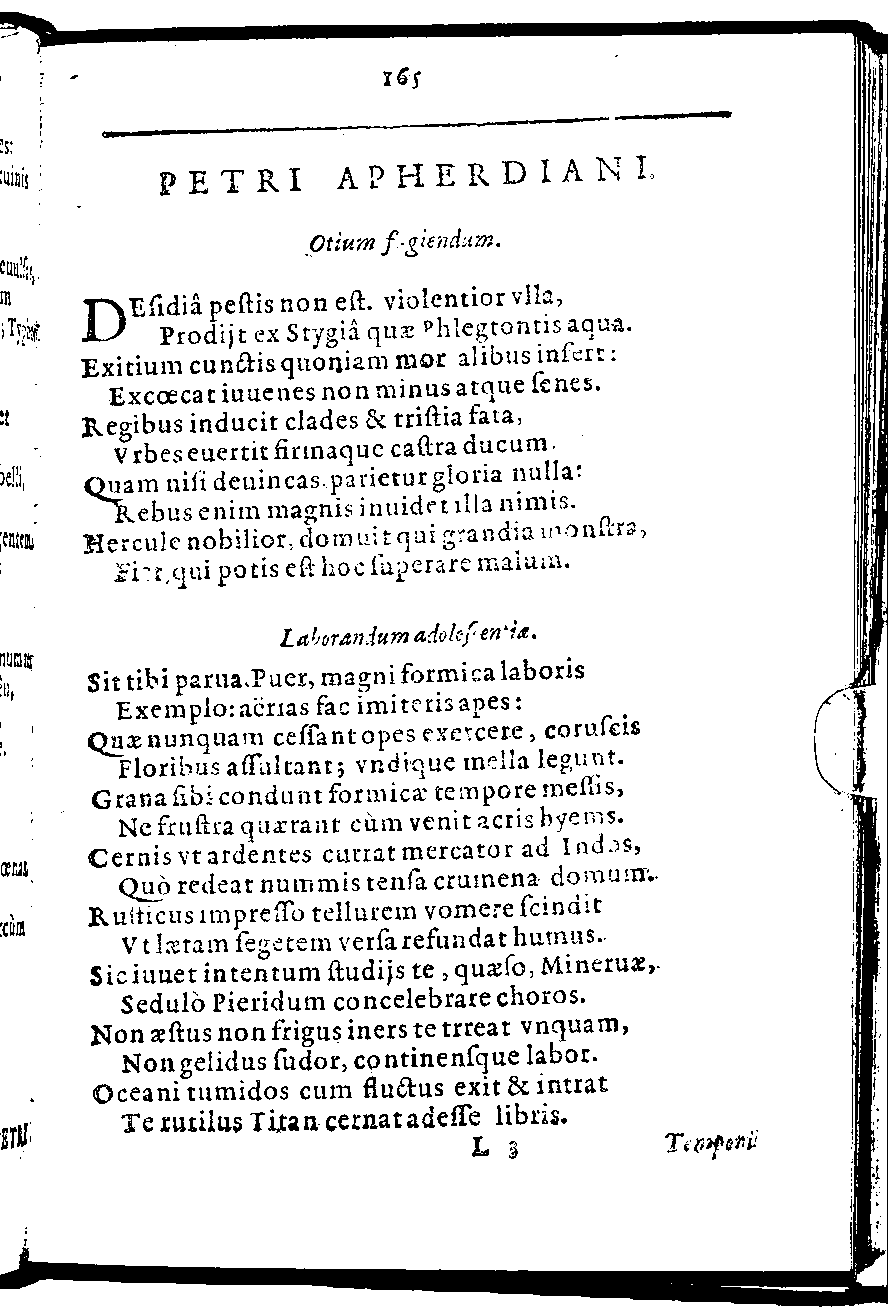 165
PETRI APHERDIANI.
Otium f-giendum.
DEſidiâ peſtis non eſt. violentior vlla,
Prodijt ex Stygiâ quæ Phlegtontis aqua.
Exitium cunctis quoniam mor alibus infert:
Excœcat iuuenes non minus atque ſenes.
Regibus inducit clades & triſtia fata,
Vrbes euertit firmaque caſtra ducum.
Quam niſi deuincas. parietur gloria nulla:
Rebus enim magnis inuidet illa nimis.
Hercule nobilior, domuit qui grandia monſtra,
Fiet, qui potis eſt hoc ſuperare malum.
Laborandum adoleſ entiæ.
Sit tibi parua. Puer, magni formica laboris
Exemplo: aërias fac imiteris apes:
Quæ nunquam ceſſant opes exercere, coruſcis
Floribus aſſultant; vndique mella legunt.
Grana ſibi condunt formicæ tempore meſſis,
Ne fruſtra quærant cùm venit acris hyems.
Cernis vt ardentes currat mercator ad Indos,
Quò redeat nummis tenſa crumena domum.
Ruſticus impreſſo tellurem vomere ſcindit
Vt lætam ſegetem verſa refundat humus.
Sic iuuet intentum ſtudijs te, quæſo, Mineruæ,
Sedulò Pieridum concelebrare choros.
Non æſtus non frigus iners te trreat vnquam,
Non gelidus ſudor, continenſque labor.
Oceani tumidos cum fluctus exit & intrat
Te rutilus Titan cernat adeſſe libris.
L 3
Temporii